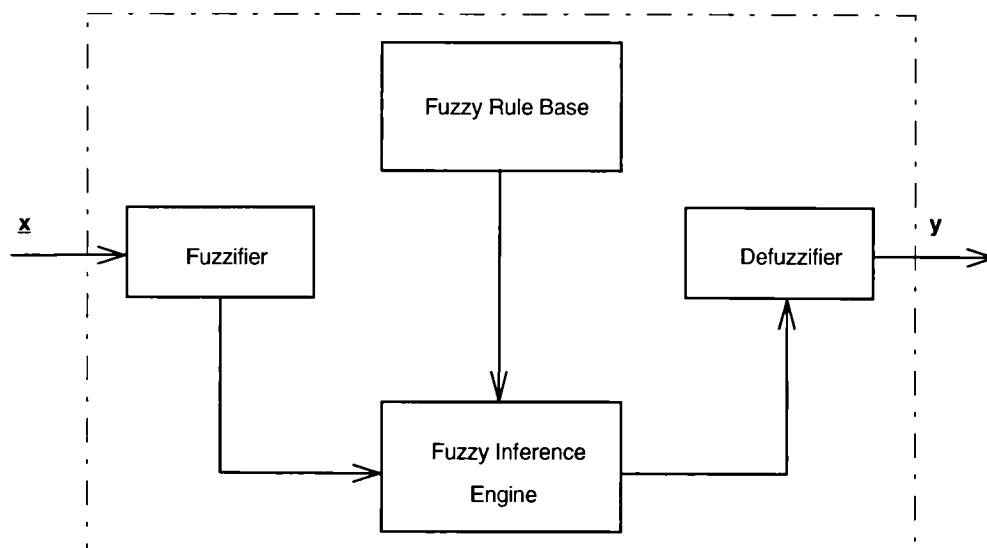 Fuzzy Rule Base
x
Fuzzifier
Defuzzifier
y
Fuzzy Inference
Engine